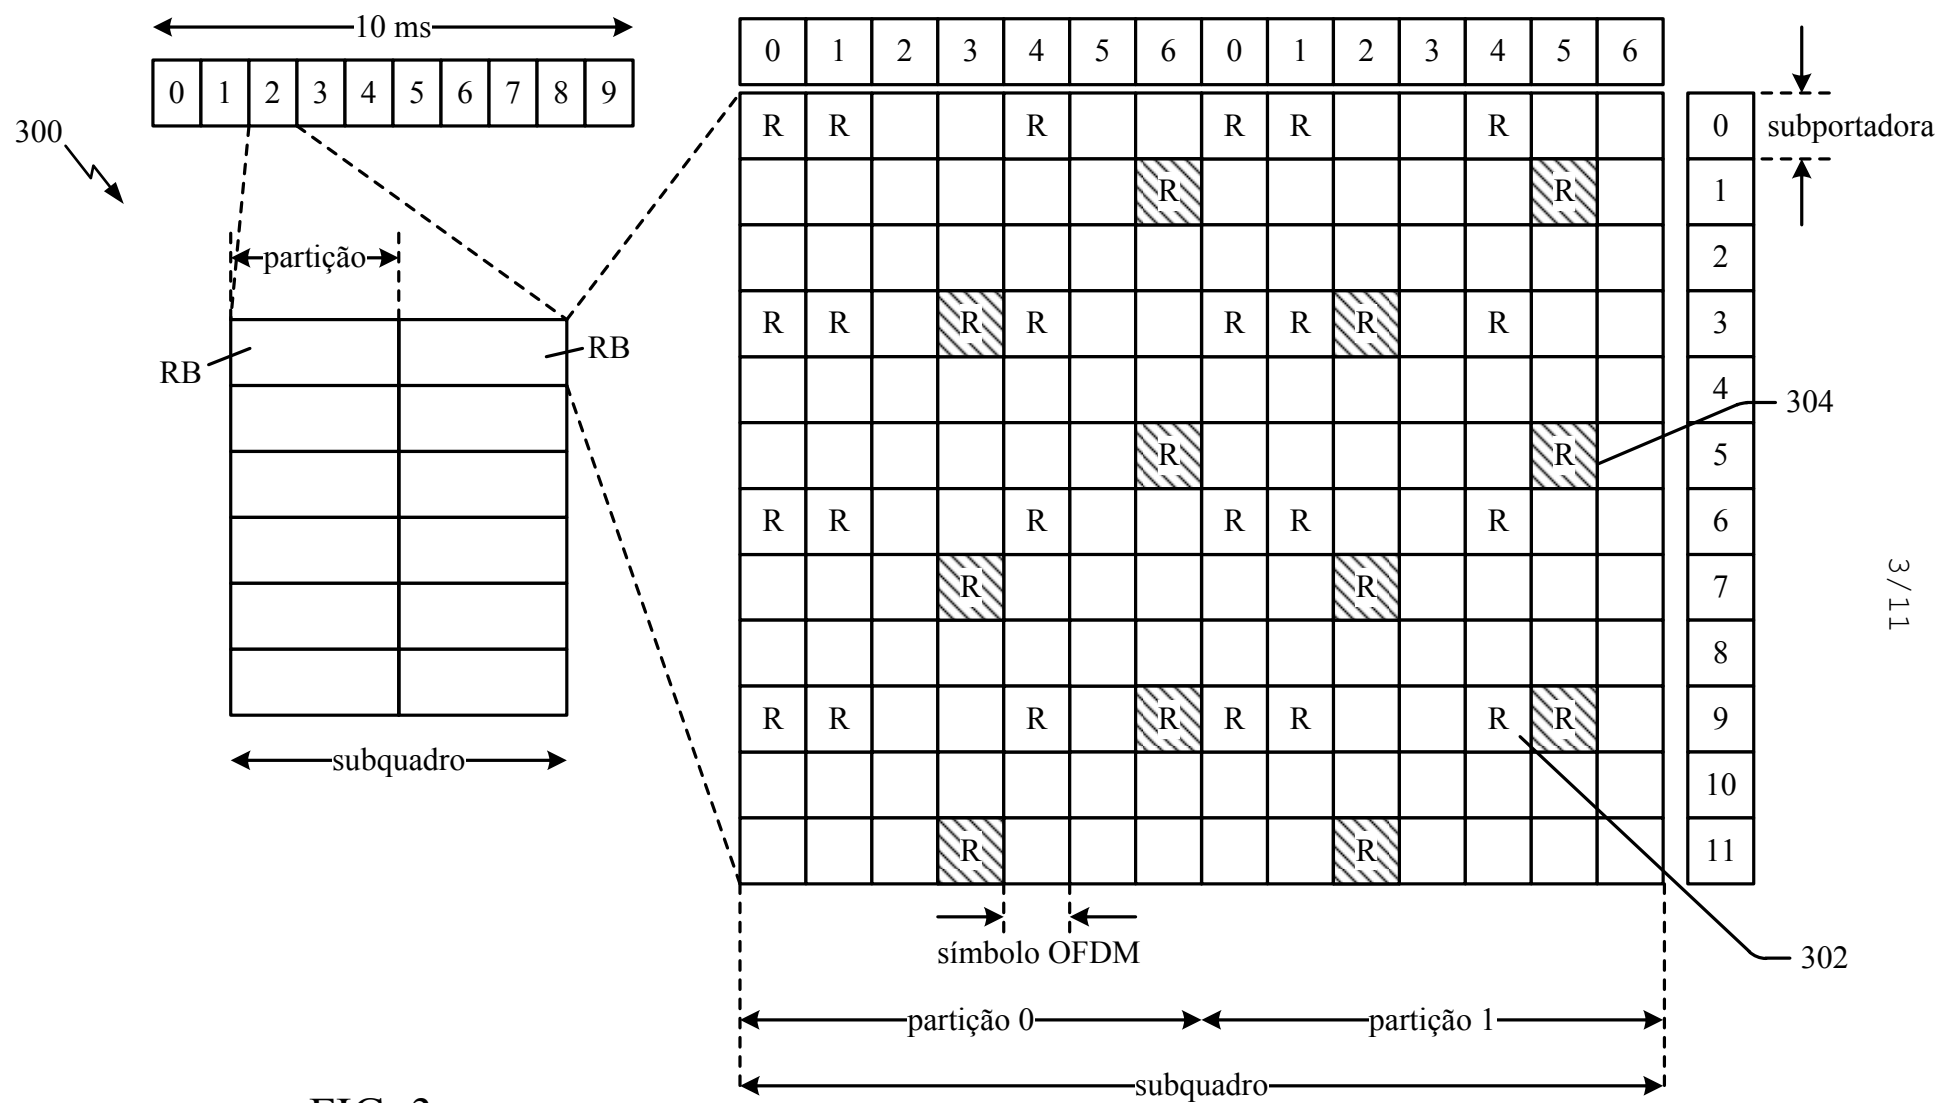 10 ms
0 1 2 3 4 5 6 7 8 9
300
partição
RB
RB
subquadro
0 1 2 3 4 5 6 0 1 2 3 4 5 6
R R R R R R 0 subportadora
R R 1
2
R R R R R R R R 3
4
304
R R 5
R R R R R R 6
R R 7
8
R R R R R R R R 9
10
R R 11
símbolo OFDM
302
partição 0 partição 1
subquadro
3/11